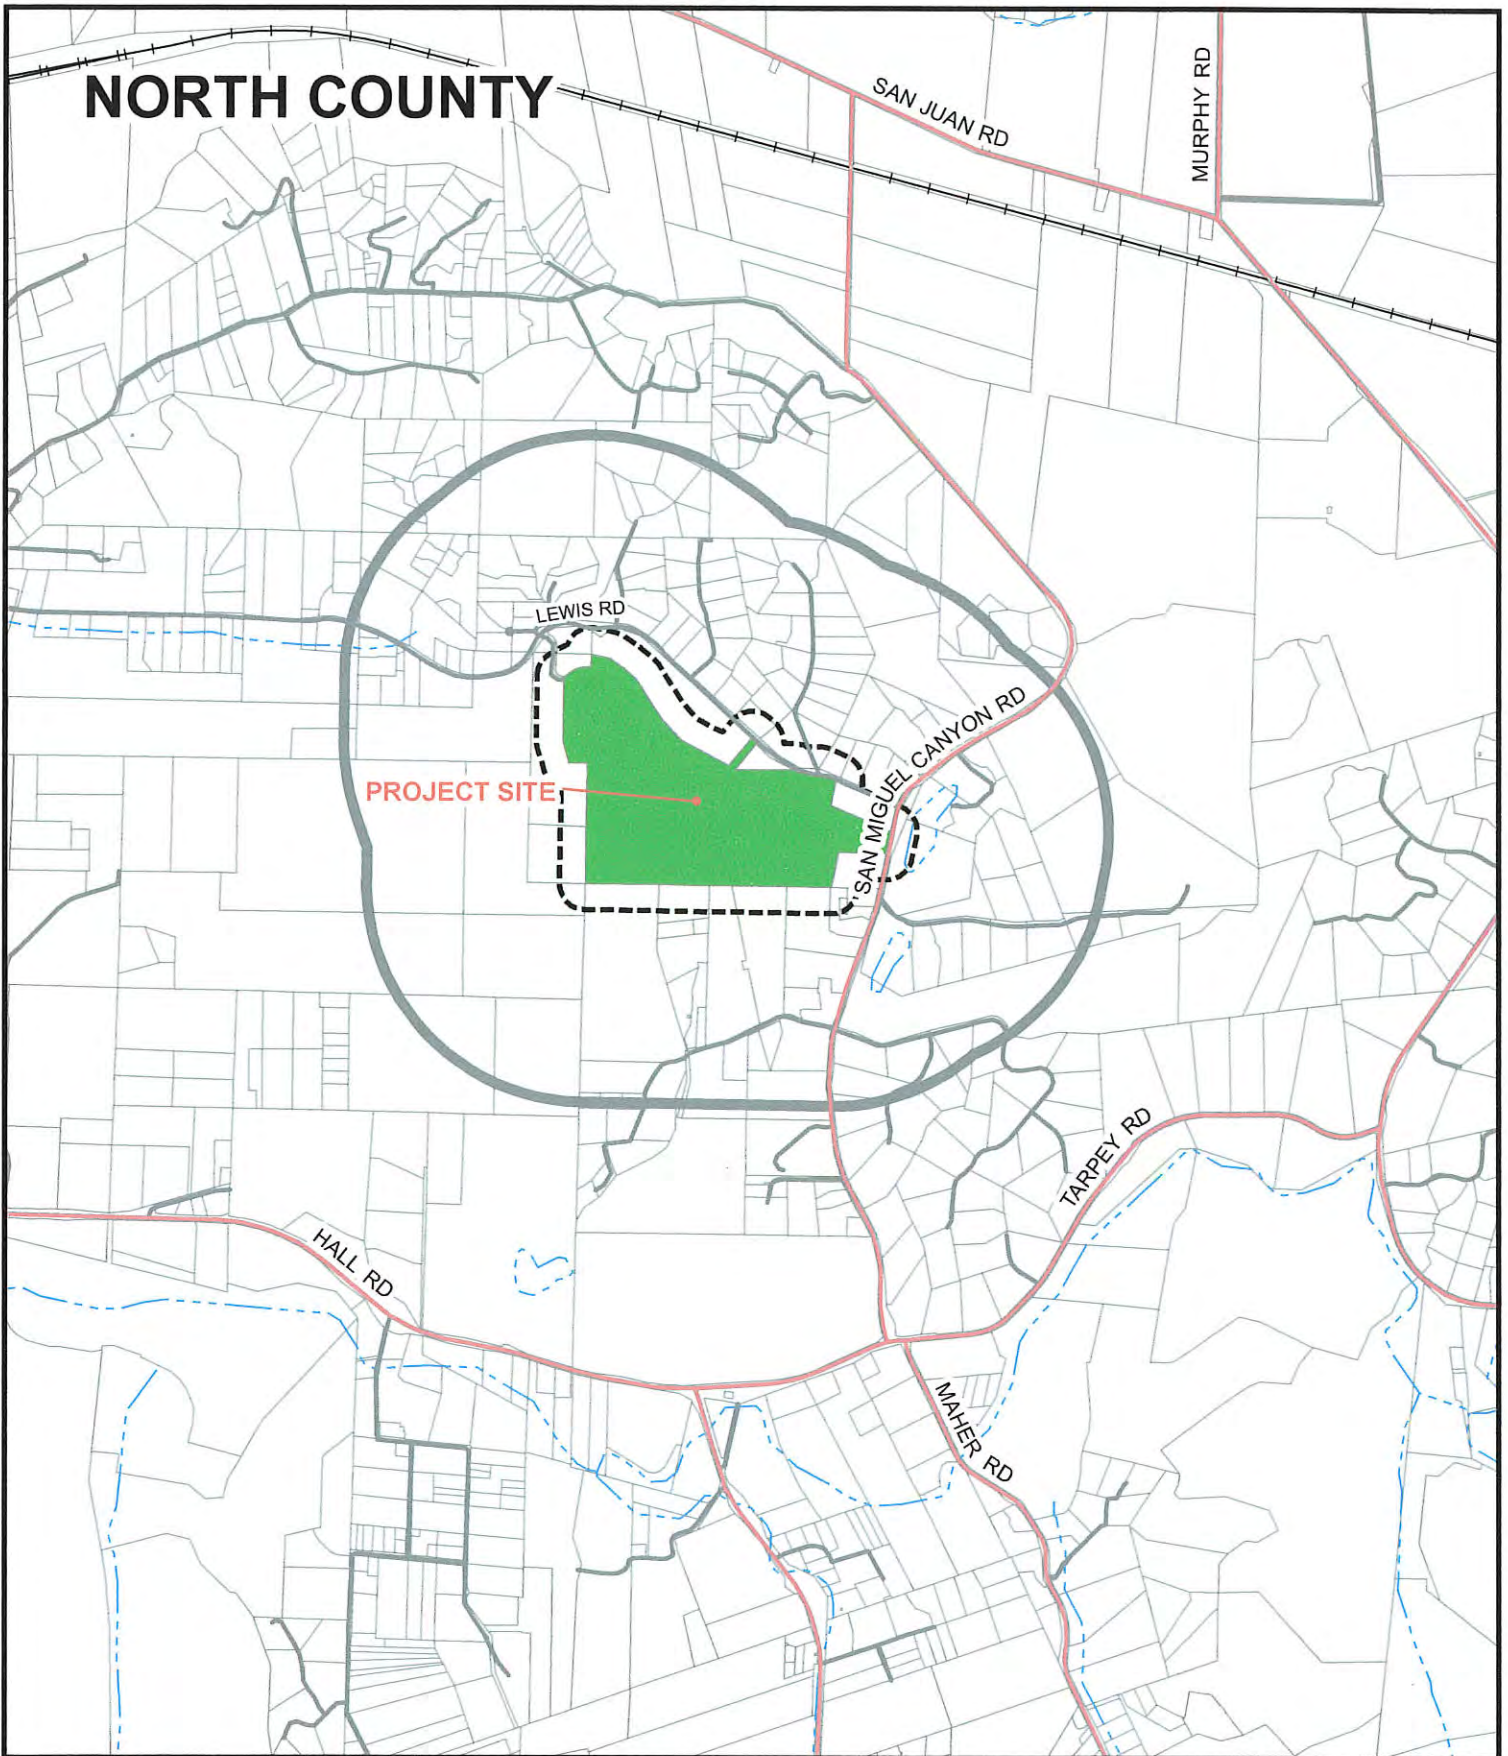 NORTH COUNTY
SAN JUAN RD
MURPHY RD
LEWIS RD
SAN MIGUEL CANYON RD
PROJECT SITE
TARPEY RD
HALL RD
MAHER RD